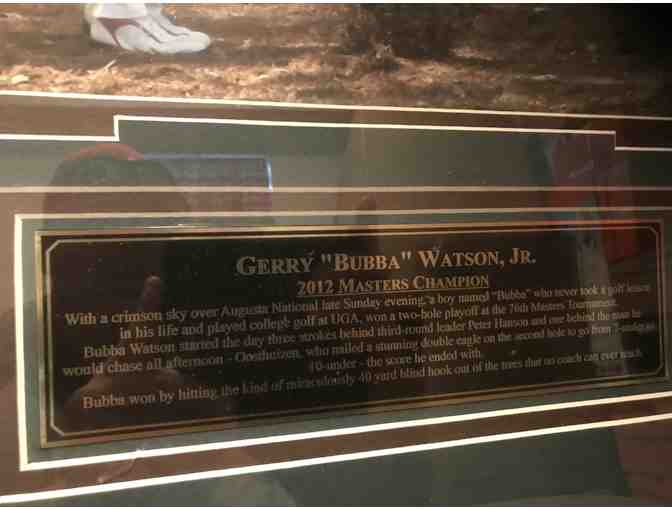 GERRY "BUBBA" WATSON, JR.
2012 MASTERS CHAMPION
With a crimson sky over Augusta National late Sunday evening, a boy named "Bubba" who never took a golf lesson
in his life and played college golf at UGA, won a two-hole playoff at the 76th Masters Tournament.
Bubba Watson started the day three strokes behind third-round leader Peter Hanson and one behind the man he
would chase all afternoon - Oosthuizen, who nailed a stunning double eagle on the second hole to go from 7-under to
10-under - the score he ended with.
Bubba won by hitting the kind of miraculously 40 yard blind hook out of the trees that no coach can ever teach